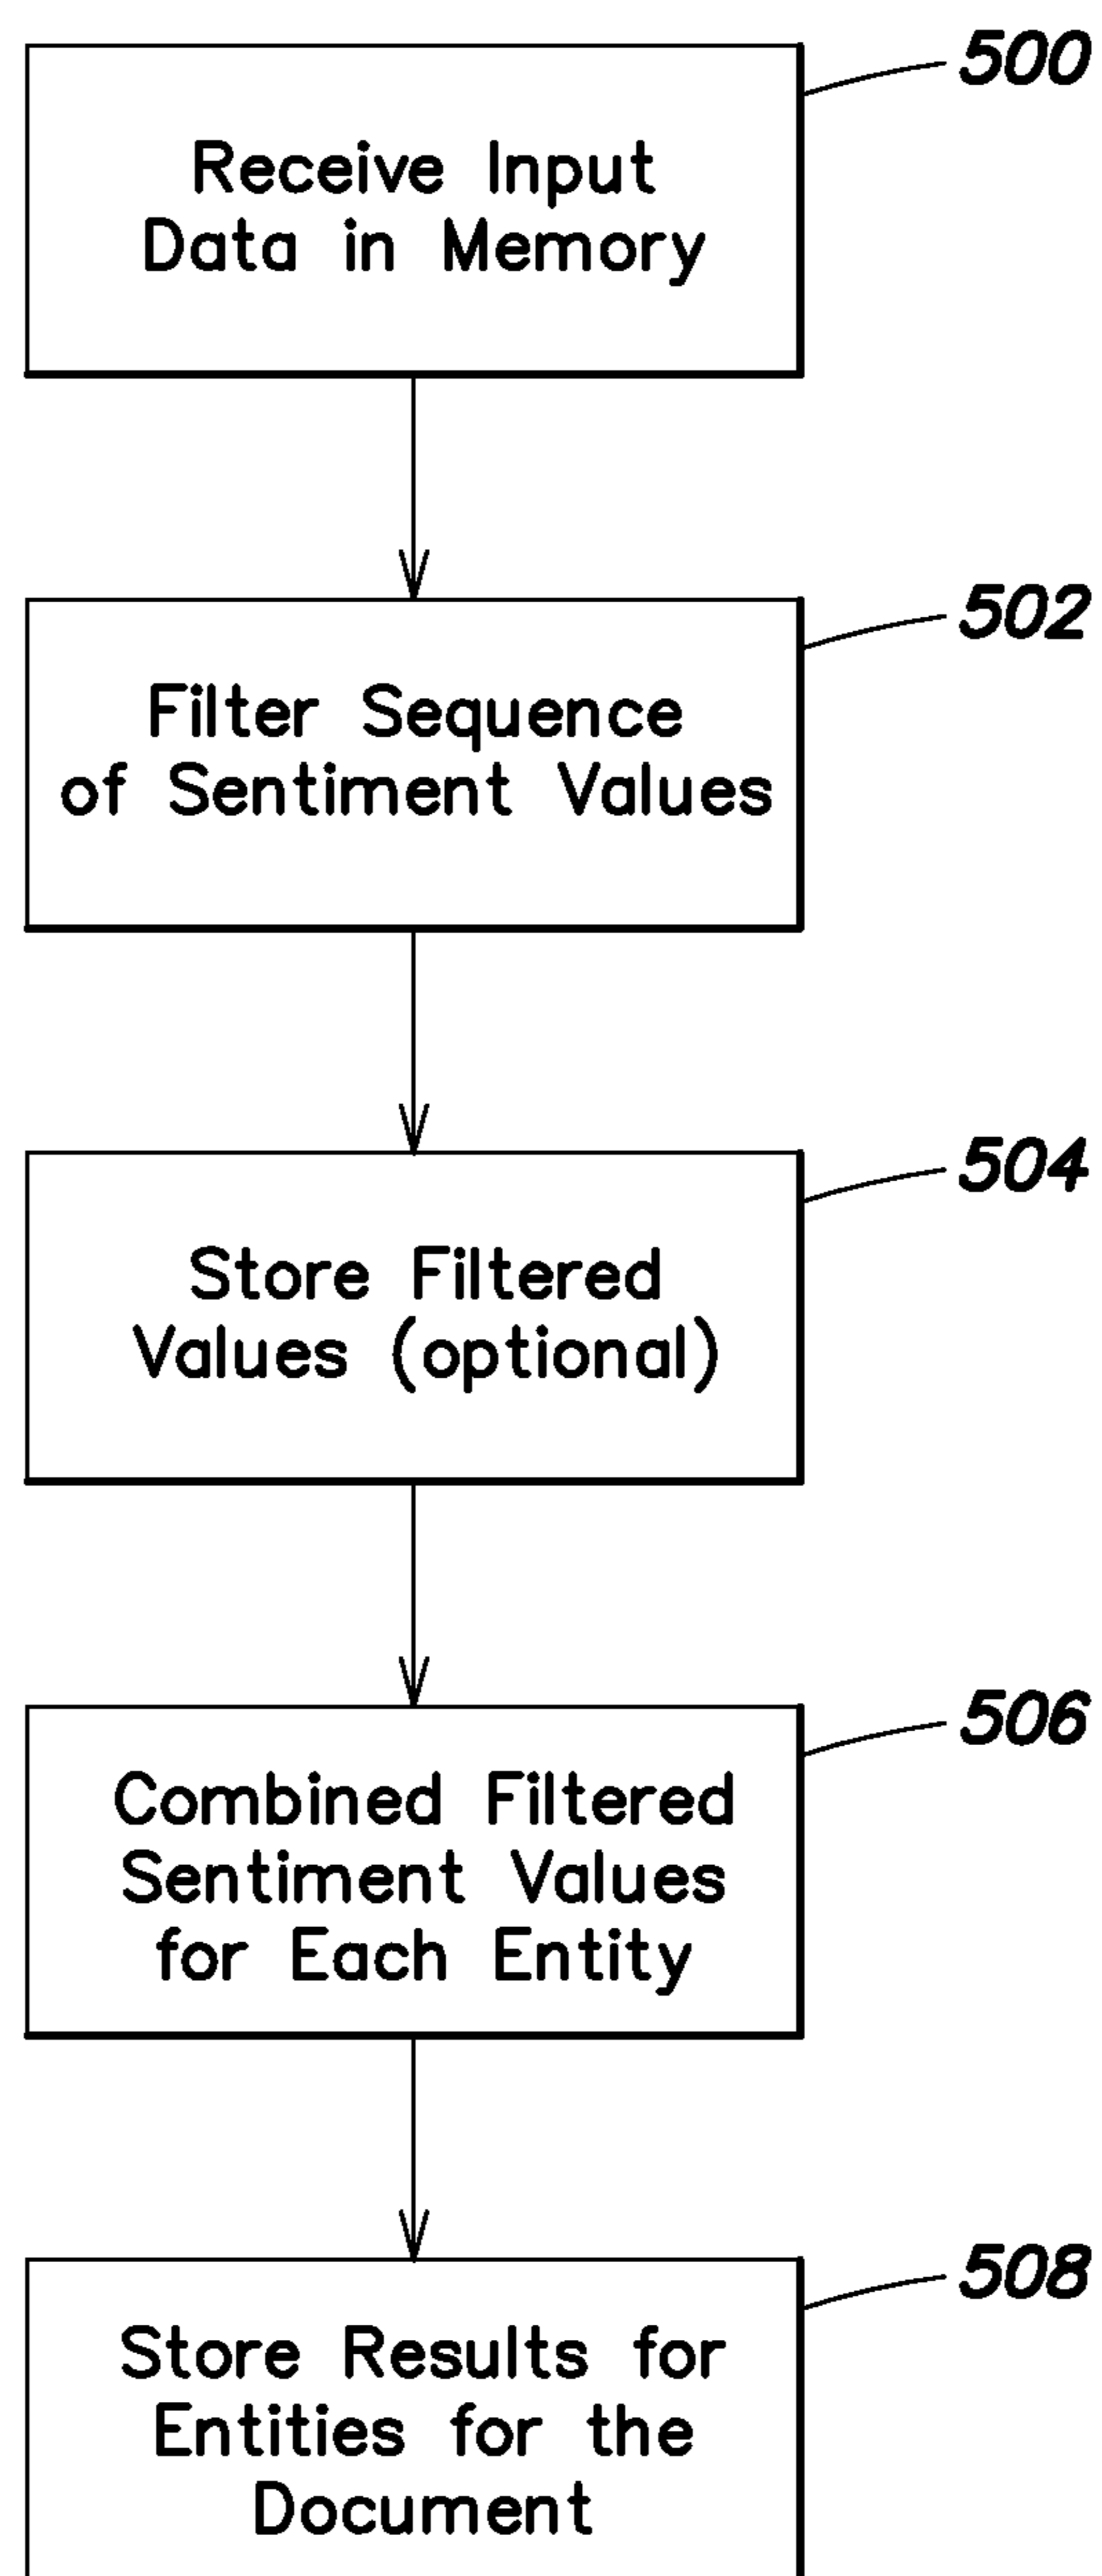 500
Receive Input
Data in Memory
502
Filter Sequence
of Sentiment Values
504
Store Filtered
Values (optional)
506
Combined Filtered
Sentiment Values
for Each Entity
508
Store Results for
Entities for the
Document